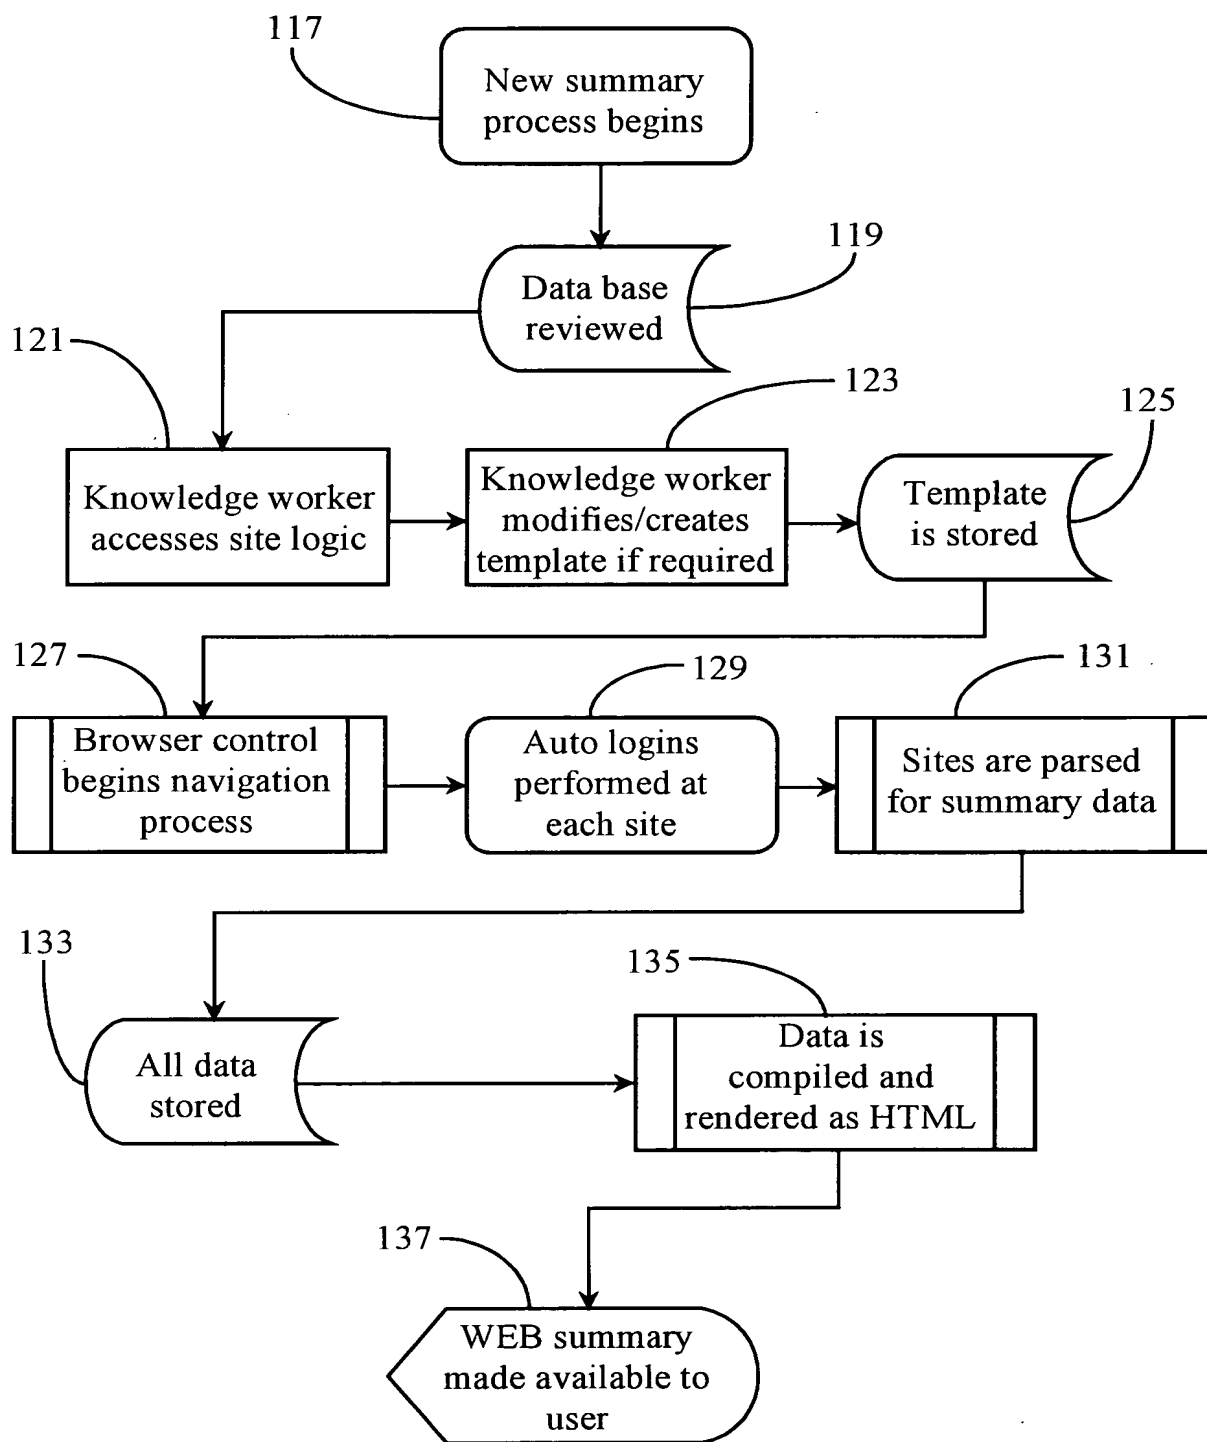 117
New summary
process begins
119
Data base
reviewed
121
123
125
Knowledge worker
accesses site logic
Knowledge worker
modifies/creates
template if required
Template
is stored
127
129
131
Browser control
begins navigation
process
Auto logins
performed at
each site
Sites are parsed
for summary data
133
135
All data
stored
Data is
compiled and
rendered as HTML
137
WEB summary
made available to
user